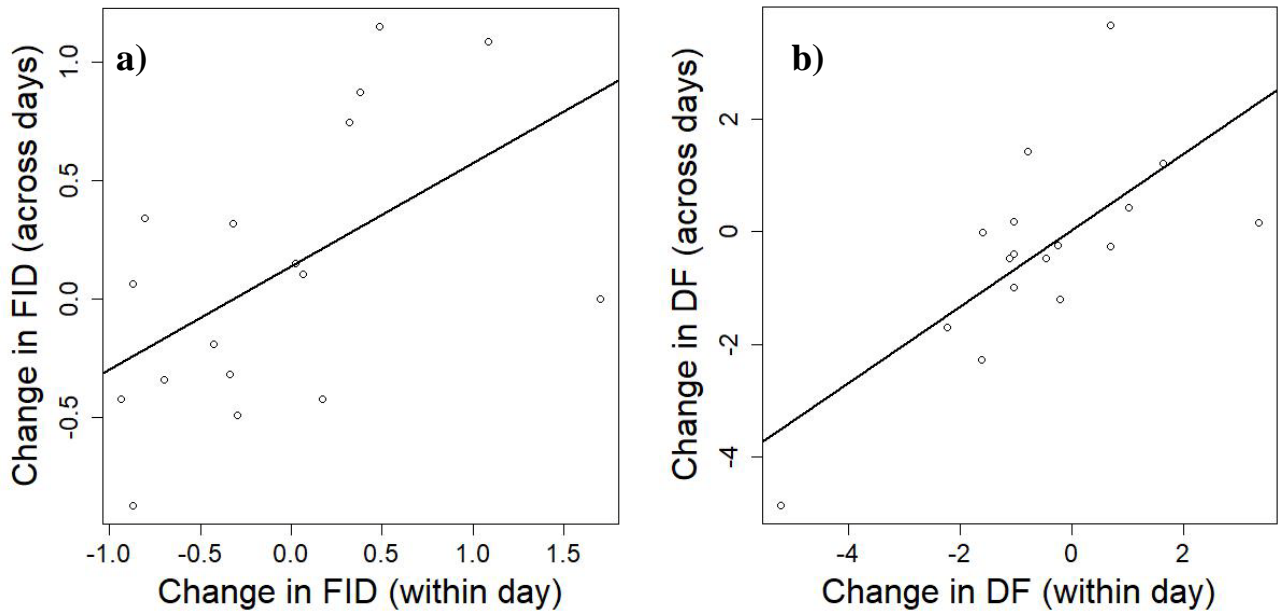 a)
Change in FID (across days)
1.0
0.5
0.0
-0.5
-1.0 -0.5 0.0 0.5 1.0 1.5
Change in FID (within day)
b)
Change in DF (across days)
2
0
-2
-4
-4 -2 0 2
Change in DF (within day)